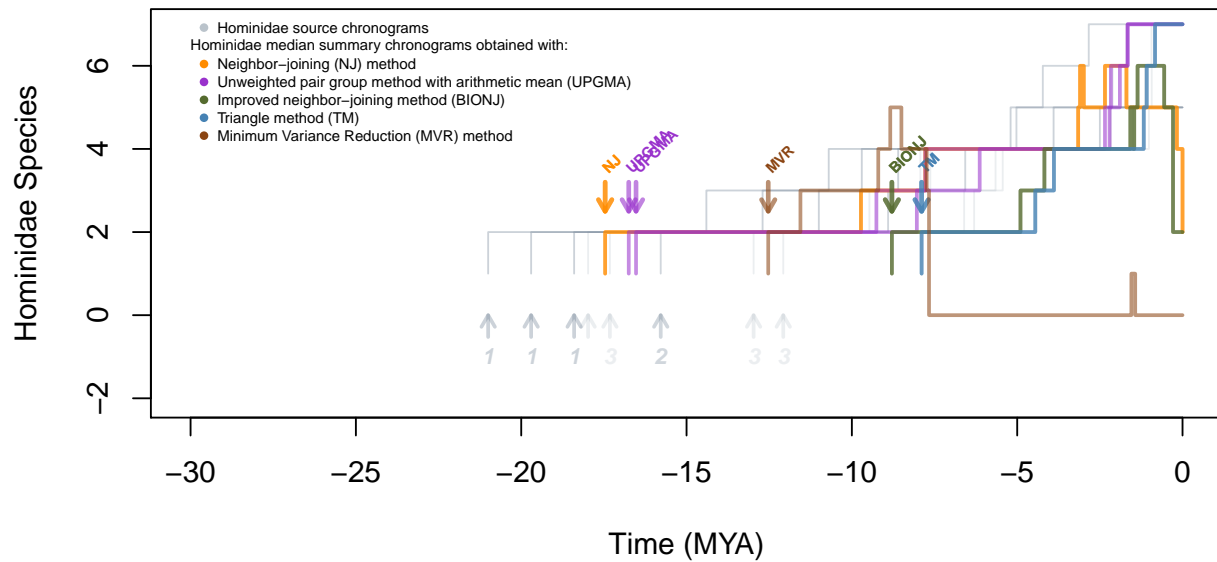 Hominidae source chronograms
Hominidae median summary chronograms obtained with:
Neighbor−joining (NJ) method
Unweighted pair group method with arithmetic mean (UPGMA)
Improved neighbor−joining method (BIONJ)
Triangle method (TM)
Minimum Variance Reduction (MVR) method
Hominidae Species
6
4
2
0
−2
NJ
UPGMA
UPGMA
MVR
BIONJ
TM
1 1 1 3 2 3 3
−30 −25 −20 −15 −10 −5 0
Time (MYA)